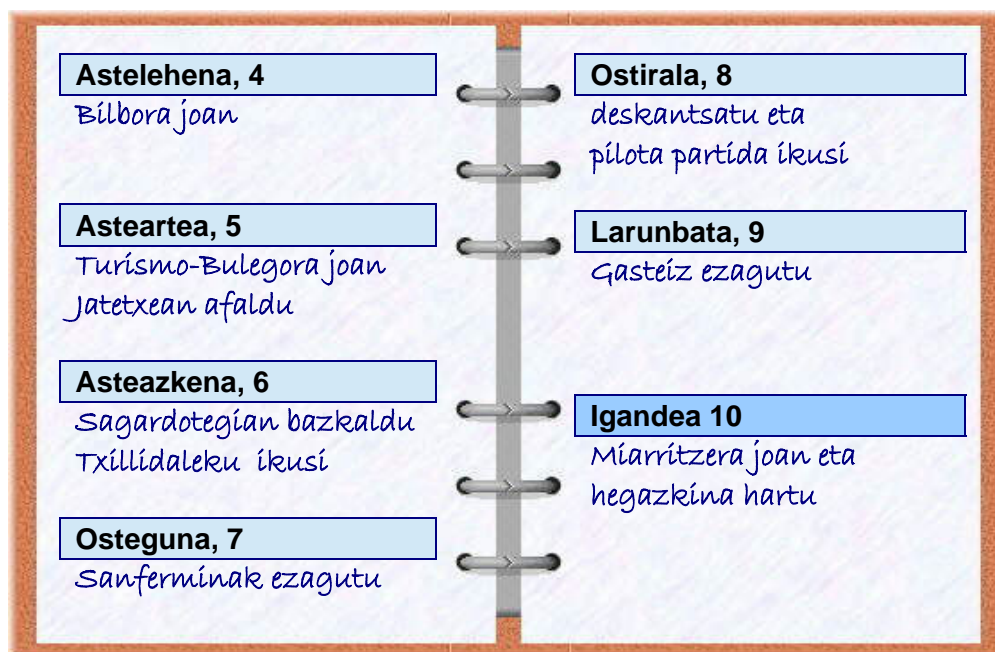 Astelehena, 4
Bilbora joan
Asteartea, 5
Turismo-Bulegora joan
Jatetxean afaldu
Asteazkena, 6
Sagardotegian bazkaldu
Txillidaleku ikusi
Osteguna, 7
Sanferminak ezagutu
Ostirala, 8
deskantsatu eta
pilota partida ikusi
Larunbata, 9
Gasteiz ezagutu
Igandea 10
Miarritzera joan eta
hegazkina hartu